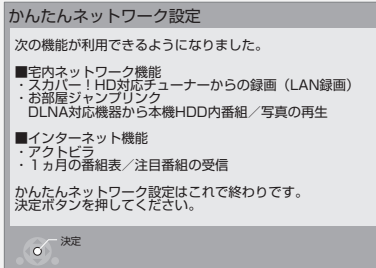 かんたんネットワーク設定
次の機能が利用できるようになりました。
■宅内ネットワーク機能
・スカパー！HD対応チューナーからの録画（LAN録画）
・お部屋ジャンプリンク
DLNA対応機器から本機HDD内番組／写真の再生
■インターネット機能
・アクトビラ
・１ヵ月の番組表／注目番組の受信
かんたんネットワーク設定はこれで終わりです。
決定ボタンを押してください。
決定